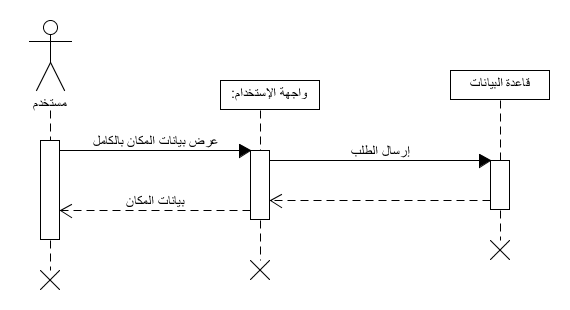 مستخدم
واجهة الإستخدام:
قاعدة البيانات
عرض بيانات المكان بالكامل
إرسال الطلب
بيانات المكان